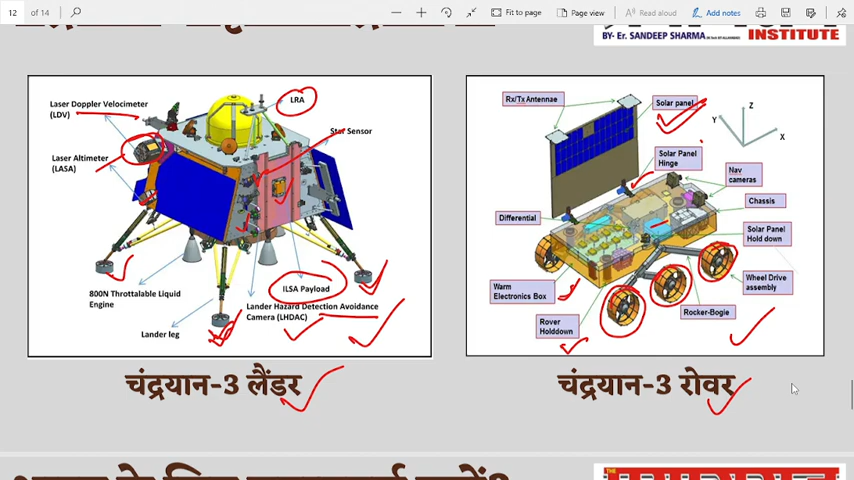 12 of 14
Fit to page
Page view
Read aloud
Add notes
BY- Er. SANDEEP SHARMA
INSTITUTE
Laser Doppler Velocimeter
(LDV)
LRA
Star Sensor
Laser Altimeter
(LASA)
800N Throttalable Liquid
Engine
ILSA Payload
Lander Hazard Detection Avoidance
Camera (LHDAC)
Lander leg
चंद्रयान-3 लैंडर
Rx/Tx Antennae
Solar panel
Z
Y
X
Solar Panel
Hinge
Nav
cameras
Chassis
Differential
Solar Panel
Hold down
Warm
Electronics Box
Wheel Drive
assembly
Rocker-Bogie
Rover
Holddown
चंद्रयान-3 रोवर
THE